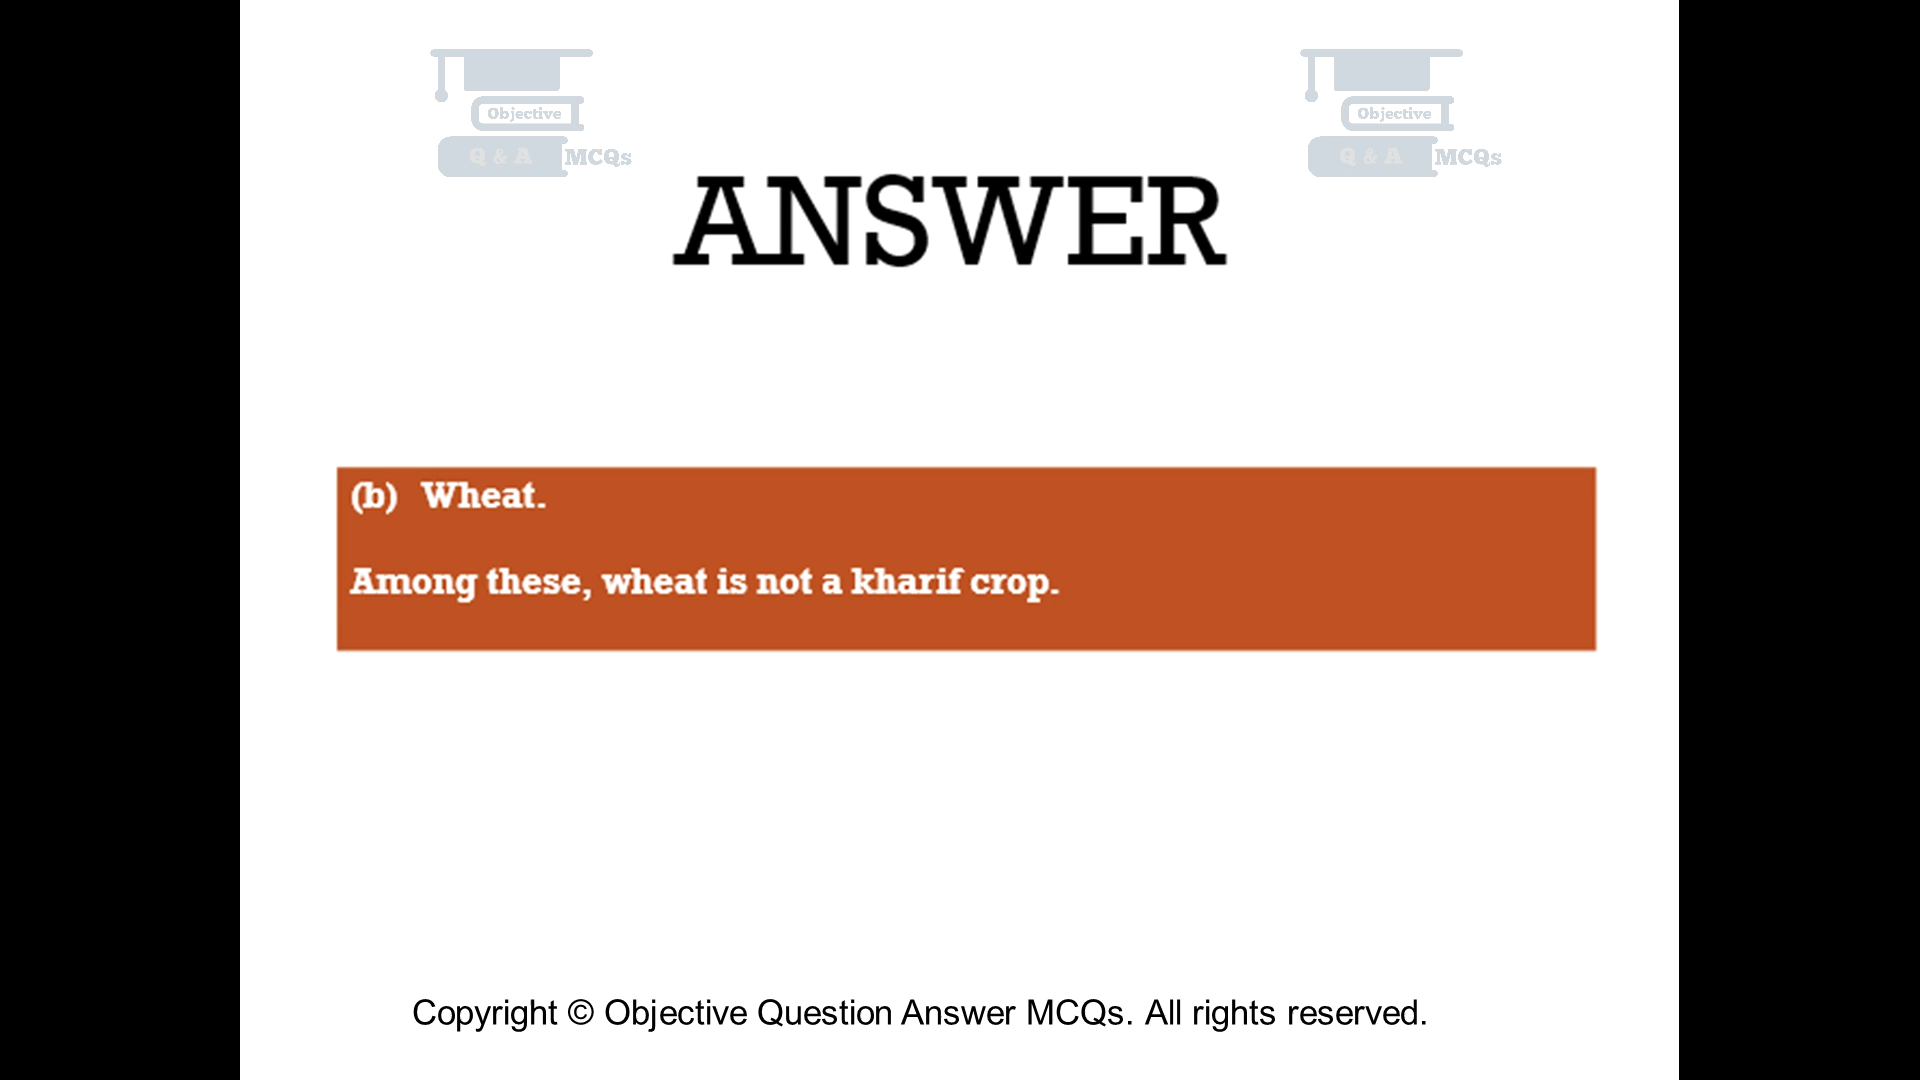 Objective
Q & A MCQs
Objective
Q & A MCQs
ANSWER
(b) Wheat.
Among these, wheat is not a kharif crop.
Copyright © Objective Question Answer MCQs. All rights reserved.